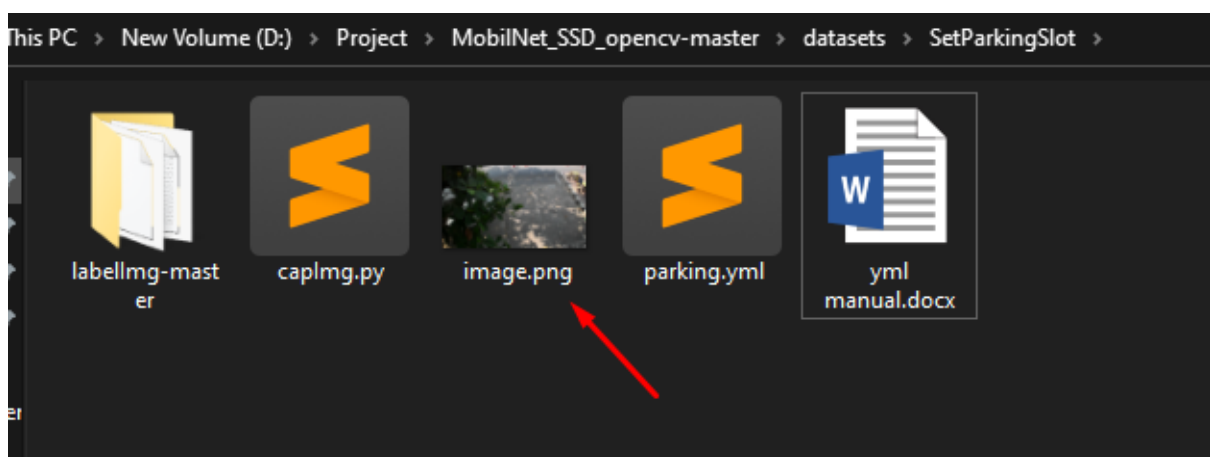 This PC > New Volume (D:) > Project > MobilNet_SSD_opencv-master > datasets > SetParkingSlot >
labelImg-mast
er
capImg.py
image.png
parking.yml
W
yml
manual.docx
er